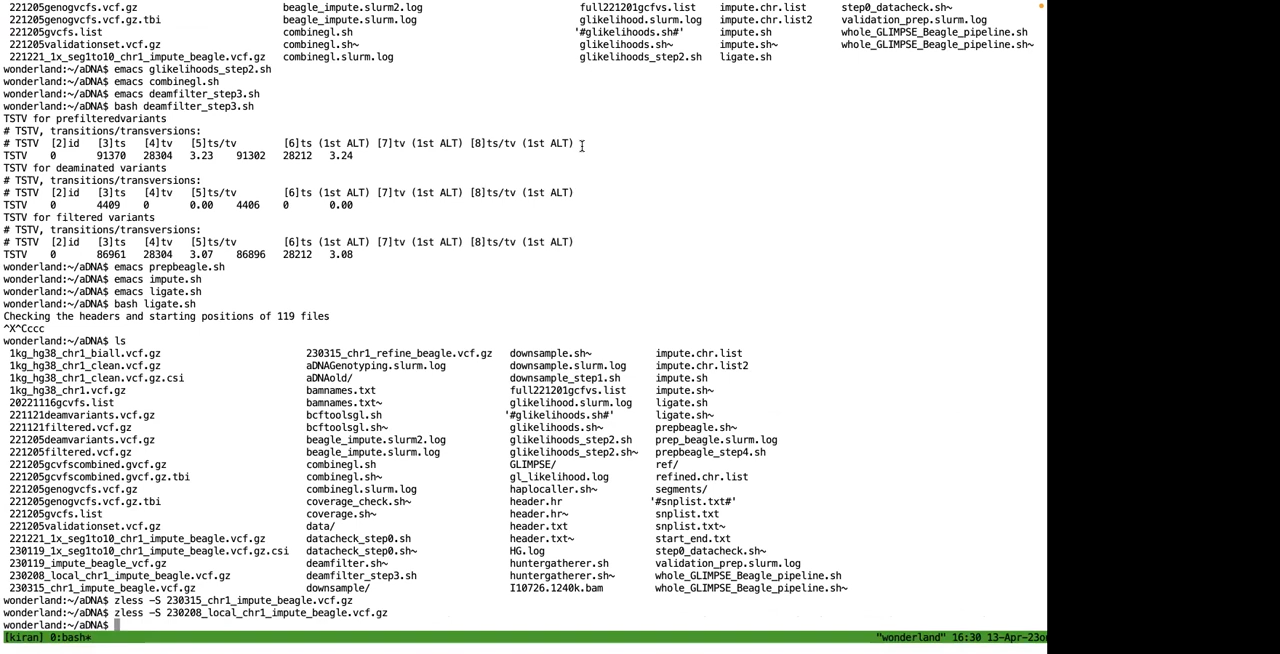 221205genogvcfs.vcf.gz beagle_impute.slurm2.log full221201gcfvs.list impute.chr.list step0_datacheck.sh~
221205genogvcfs.vcf.gz.tbi beagle_impute.slurm.log glikelihood.slurm.log impute.chr.list2 validation_prep.slurm.log
221205gvcfs.list combinegl.sh '#glikelihoods.sh#' impute.sh whole_GLIMPSE_Beagle_pipeline.sh
221205validationset.vcf.gz combinegl.sh~ glikelihoods.sh~ impute.sh~ whole_GLIMPSE_Beagle_pipeline.sh~
221221_1x_seg1to10_chr1_impute_beagle.vcf.gz combinegl.slurm.log glikelihoods_step2.sh ligate.sh
wonderland:~/aDNA$ emacs glikelihoods_step2.sh
wonderland:~/aDNA$ emacs combinegl.sh
wonderland:~/aDNA$ emacs deamfilter_step3.sh
wonderland:~/aDNA$ bash deamfilter_step3.sh
TSTV for prefilteredvariants
# TSTV, transitions/transversions:
# TSTV [2]id [3]ts [4]tv [5]ts/tv [6]ts (1st ALT) [7]tv (1st ALT) [8]ts/tv (1st ALT)
TSTV 0 91370 28304 3.23 91302 28212 3.24
TSTV for deaminated variants
# TSTV, transitions/transversions:
# TSTV [2]id [3]ts [4]tv [5]ts/tv [6]ts (1st ALT) [7]tv (1st ALT) [8]ts/tv (1st ALT)
TSTV 0 4409 0 0.00 4406 0 0.00
TSTV for filtered variants
# TSTV, transitions/transversions:
# TSTV [2]id [3]ts [4]tv [5]ts/tv [6]ts (1st ALT) [7]tv (1st ALT) [8]ts/tv (1st ALT)
TSTV 0 86961 28304 3.07 86896 28212 3.08
wonderland:~/aDNA$ emacs prepbeagle.sh
wonderland:~/aDNA$ emacs impute.sh
wonderland:~/aDNA$ emacs ligate.sh
wonderland:~/aDNA$ bash ligate.sh
Checking the headers and starting positions of 119 files
^X^Cccc
wonderland:~/aDNA$ ls
1kg_hg38_chr1_biall.vcf.gz 230315_chr1_refine_beagle.vcf.gz downsample.sh~ impute.chr.list
1kg_hg38_chr1_clean.vcf.gz aDNAGenotyping.slurm.log downsample.slurm.log impute.chr.list2
1kg_hg38_chr1_clean.vcf.gz.csi aDNAold/ downsample_step1.sh impute.sh
1kg_hg38_chr1.vcf.gz bamnames.txt full221201gcfvs.list impute.sh~
20221116gcvfs.list bamnames.txt~ glikelihood.slurm.log ligate.sh
221121deamvariants.vcf.gz bcftoolsgl.sh '#glikelihoods.sh#' ligate.sh~
221121filtered.vcf.gz bcftoolsgl.sh~ glikelihoods.sh~ prepbeagle.sh~
221205deamvariants.vcf.gz beagle_impute.slurm2.log glikelihoods_step2.sh prep_beagle.slurm.log
221205filtered.vcf.gz beagle_impute.slurm.log glikelihoods_step2.sh~ prepbeagle_step4.sh
221205gcvfscombined.gvcf.gz combinegl.sh GLIMPSE/ ref/
221205gcvfscombined.gvcf.gz.tbi combinegl.sh~ gl_likelihood.log refined.chr.list
221205genogvcfs.vcf.gz combinegl.slurm.log haplocaller.sh~ segments/
221205genogvcfs.vcf.gz.tbi coverage_check.sh~ header.hr '#snplist.txt#'
221205gvcfs.list coverage.sh~ header.hr~ snplist.txt
221205validationset.vcf.gz data/ header.txt snplist.txt~
221221_1x_seg1to10_chr1_impute_beagle.vcf.gz datacheck_step0.sh header.txt~ start_end.txt
230119_1x_seg1to10_chr1_impute_beagle.vcf.gz.csi datacheck_step0.sh~ HG.log step0_datacheck.sh~
230119_impute_beagle_vcf.gz deamfilter.sh~ huntergatherer.sh validation_prep.slurm.log
230208_local_chr1_impute_beagle.vcf.gz deamfilter_step3.sh huntergatherer.sh~ whole_GLIMPSE_Beagle_pipeline.sh
230315_chr1_impute_beagle.vcf.gz downsample/ I10726.1240k.bam whole_GLIMPSE_Beagle_pipeline.sh~
wonderland:~/aDNA$ zless -S 230315_chr1_impute_beagle.vcf.gz
wonderland:~/aDNA$ zless -S 230208_local_chr1_impute_beagle.vcf.gz
wonderland:~/aDNA$
[kiran] 0:bash* "wonderland" 16:30 13-Apr-23